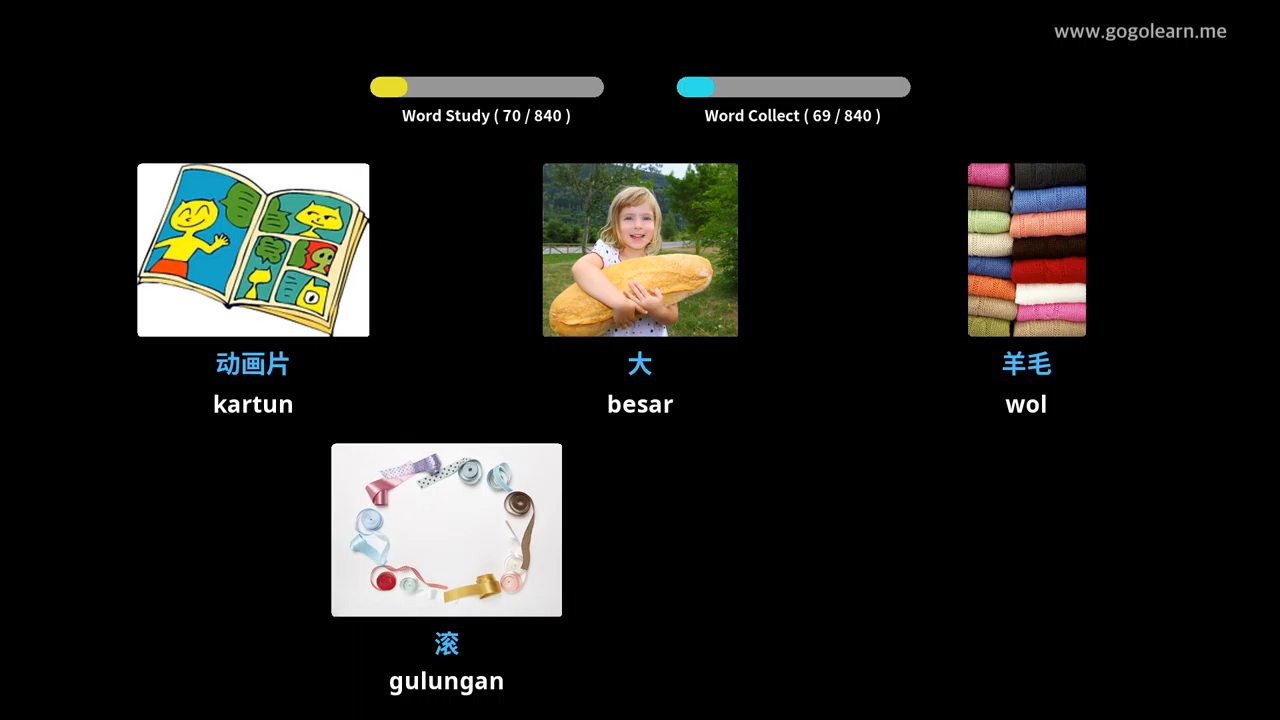 www.gogolearn.me
Word Study ( 70 / 840 )
Word Collect ( 69 / 840 )
动画片
大
羊毛
kartun
besar
wol
滚
gulungan